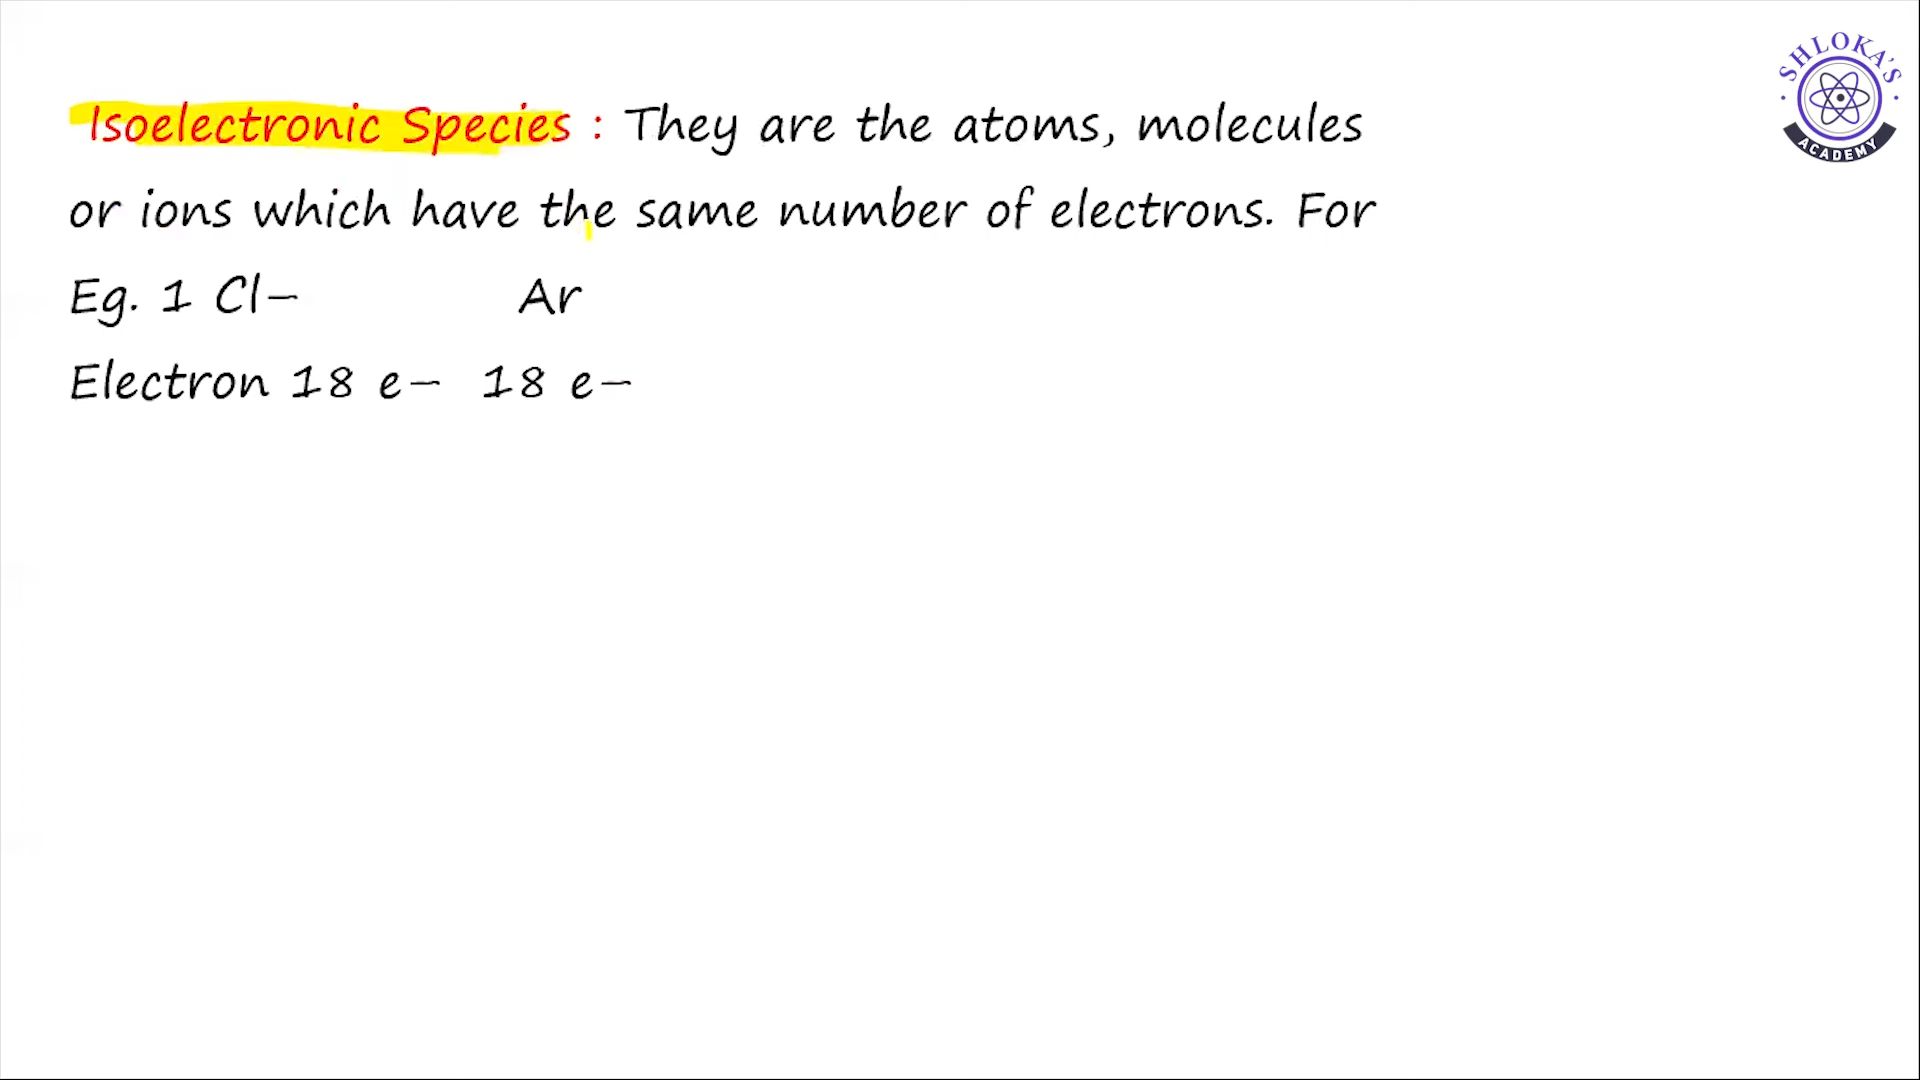 Isoelectronic Species : They are the atoms, molecules
or ions which have the same number of electrons. For
Eg. 1 Cl– Ar
Electron 18 e– 18 e–
SHLOKA'S
ACADEMY